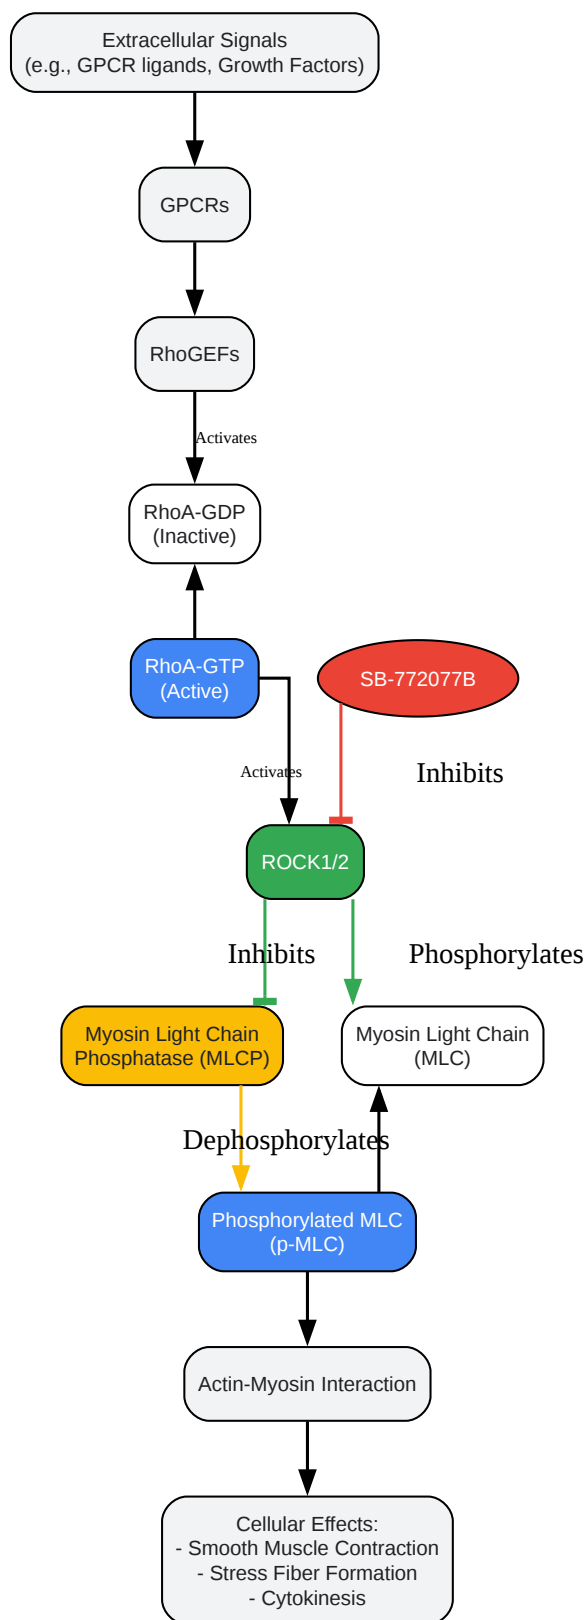 Extracellular Signals
(e.g., GPCR ligands, Growth Factors)
GPCRs
RhoGEFs
Activates
RhoA-GDP
(Inactive)
RhoA-GTP
(Active)
SB-772077B
Activates
Inhibits
ROCK1/2
Inhibits
Phosphorylates
Myosin Light Chain
Phosphatase (MLCP)
Myosin Light Chain
(MLC)
Dephosphorylates
Phosphorylated MLC
(p-MLC)
Actin-Myosin Interaction
Cellular Effects:
- Smooth Muscle Contraction
- Stress Fiber Formation
- Cytokinesis